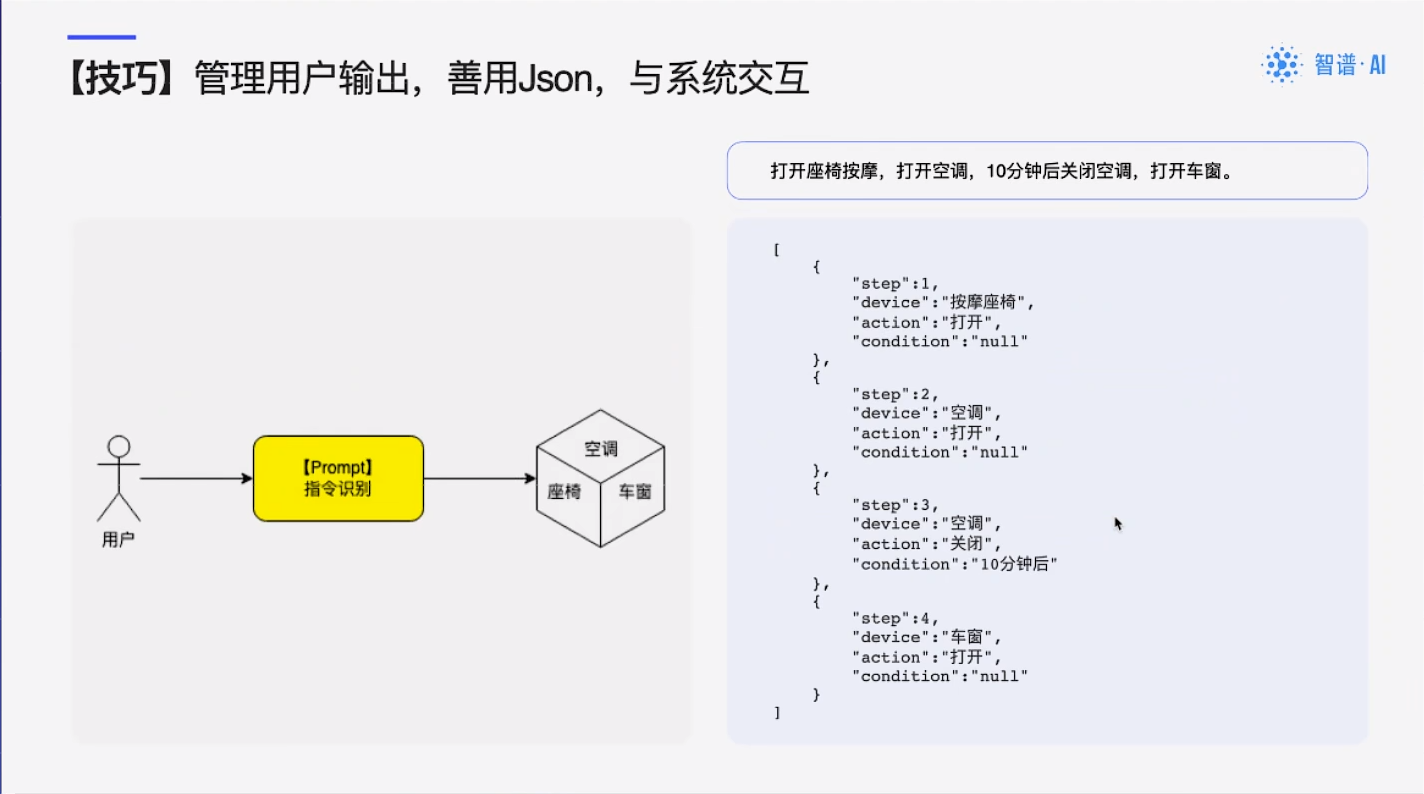 【技巧】管理用户输出，善用Json，与系统交互
智谱·AI
打开座椅按摩，打开空调，10分钟后关闭空调，打开车窗。
用户
【Prompt】
指令识别
空调
座椅
车窗
[
{
"step":1,
"device":"按摩座椅",
"action":"打开",
"condition":"null"
},
{
"step":2,
"device":"空调",
"action":"打开",
"condition":"null"
},
{
"step":3,
"device":"空调",
"action":"关闭",
"condition":"10分钟后"
},
{
"step":4,
"device":"车窗",
"action":"打开",
"condition":"null"
}
]